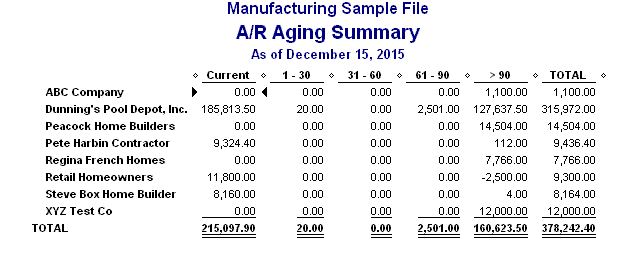 Manufacturing Sample File
A/R Aging Summary
As of December 15, 2015
Current 1 - 30 31 - 60 61 - 90 > 90 TOTAL
ABC Company 0.00 0.00 0.00 0.00 1,100.00 1,100.00
Dunning's Pool Depot, Inc. 185,813.50 20.00 0.00 2,501.00 127,637.50 315,972.00
Peacock Home Builders 0.00 0.00 0.00 0.00 14,504.00 14,504.00
Pete Harbin Contractor 9,324.40 0.00 0.00 0.00 112.00 9,436.40
Regina French Homes 0.00 0.00 0.00 0.00 7,766.00 7,766.00
Retail Homeowners 11,800.00 0.00 0.00 0.00 -2,500.00 9,300.00
Steve Box Home Builder 8,160.00 0.00 0.00 0.00 4.00 8,164.00
XYZ Test Co 0.00 0.00 0.00 0.00 12,000.00 12,000.00
TOTAL 215,097.90 20.00 0.00 2,501.00 160,623.50 378,242.40